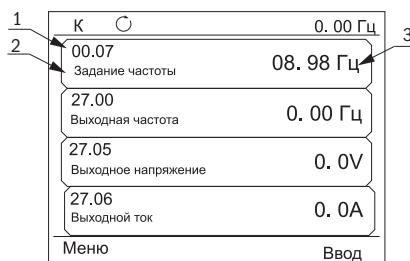 1
К 0. 00 Гц
2
00.07
Задание частоты
08. 98 Гц
3
27.00
Выходная частота
0. 00 Гц
27.05
Выходное напряжение
0. 0V
27.06
Выходной ток
0. 0A
Меню Ввод